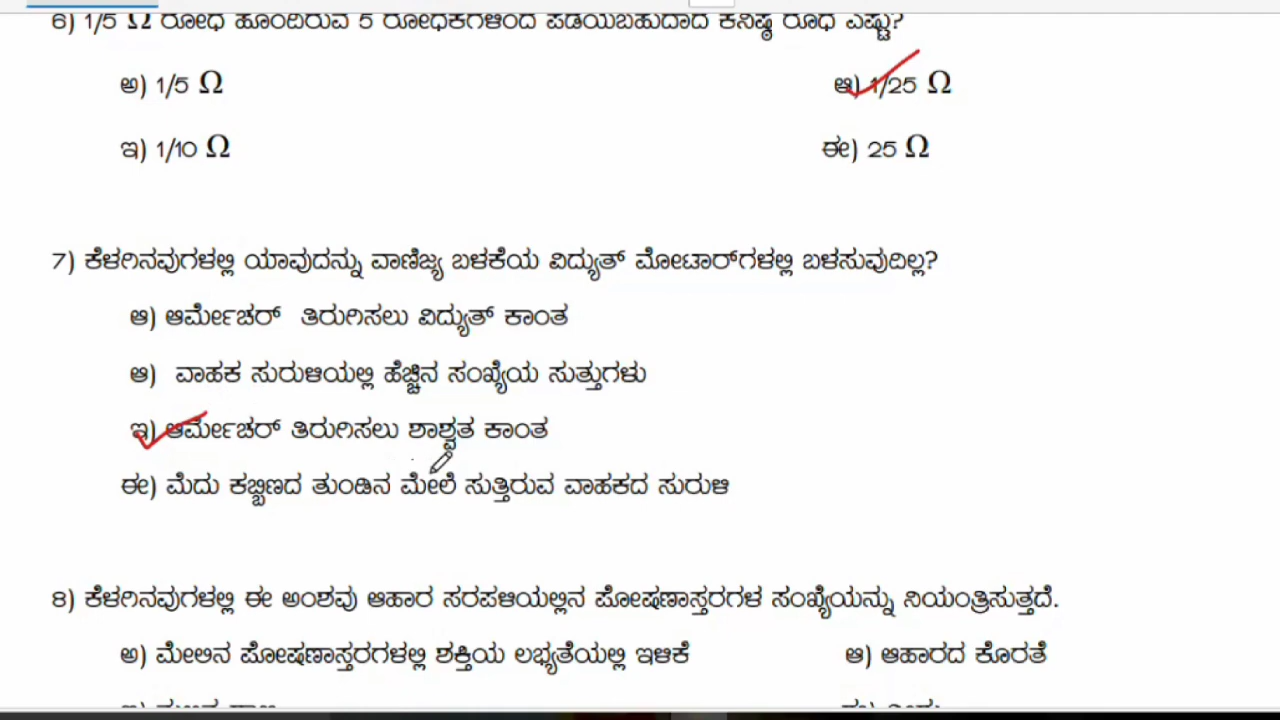 6) 1/5 Ω ರೋಧ ಹೊಂದಿರುವ 5 ರೋಧಕಗಳಿಂದ ಪಡೆಯಬಹುದಾದ ಕನಿಷ್ಠ ರೋಧ ಎಷ್ಟು?
ಅ) 1/5 Ω ಆ) 1/25 Ω
ಇ) 1/10 Ω ಈ) 25 Ω
7) ಕೆಳಗಿನವುಗಳಲ್ಲಿ ಯಾವುದನ್ನು ವಾಣಿಜ್ಯ ಬಳಕೆಯ ವಿದ್ಯುತ್ ಮೋಟಾರ್‌ಗಳಲ್ಲಿ ಬಳಸುವುದಿಲ್ಲ?
ಆ) ಆರ್ಮೇಚರ್ ತಿರುಗಿಸಲು ವಿದ್ಯುತ್ ಕಾಂತ
ಆ) ವಾಹಕ ಸುರುಳಿಯಲ್ಲಿ ಹೆಚ್ಚಿನ ಸಂಖ್ಯೆಯ ಸುತ್ತುಗಳು
ಇ) ಆರ್ಮೇಚರ್ ತಿರುಗಿಸಲು ಶಾಶ್ವತ ಕಾಂತ
ಈ) ಮೆದು ಕಬ್ಬಿಣದ ತುಂಡಿನ ಮೇಲೆ ಸುತ್ತಿರುವ ವಾಹಕದ ಸುರುಳಿ
8) ಕೆಳಗಿನವುಗಳಲ್ಲಿ ಈ ಅಂಶವು ಆಹಾರ ಸರಪಳಿಯಲ್ಲಿನ ಪೋಷಣಾಸ್ತರಗಳ ಸಂಖ್ಯೆಯನ್ನು ನಿಯಂತ್ರಿಸುತ್ತದೆ.
ಅ) ಮೇಲಿನ ಪೋಷಣಾಸ್ತರಗಳಲ್ಲಿ ಶಕ್ತಿಯ ಲಭ್ಯತೆಯಲ್ಲಿ ಇಳಿಕೆ ಆ) ಆಹಾರದ ಕೊರತೆ